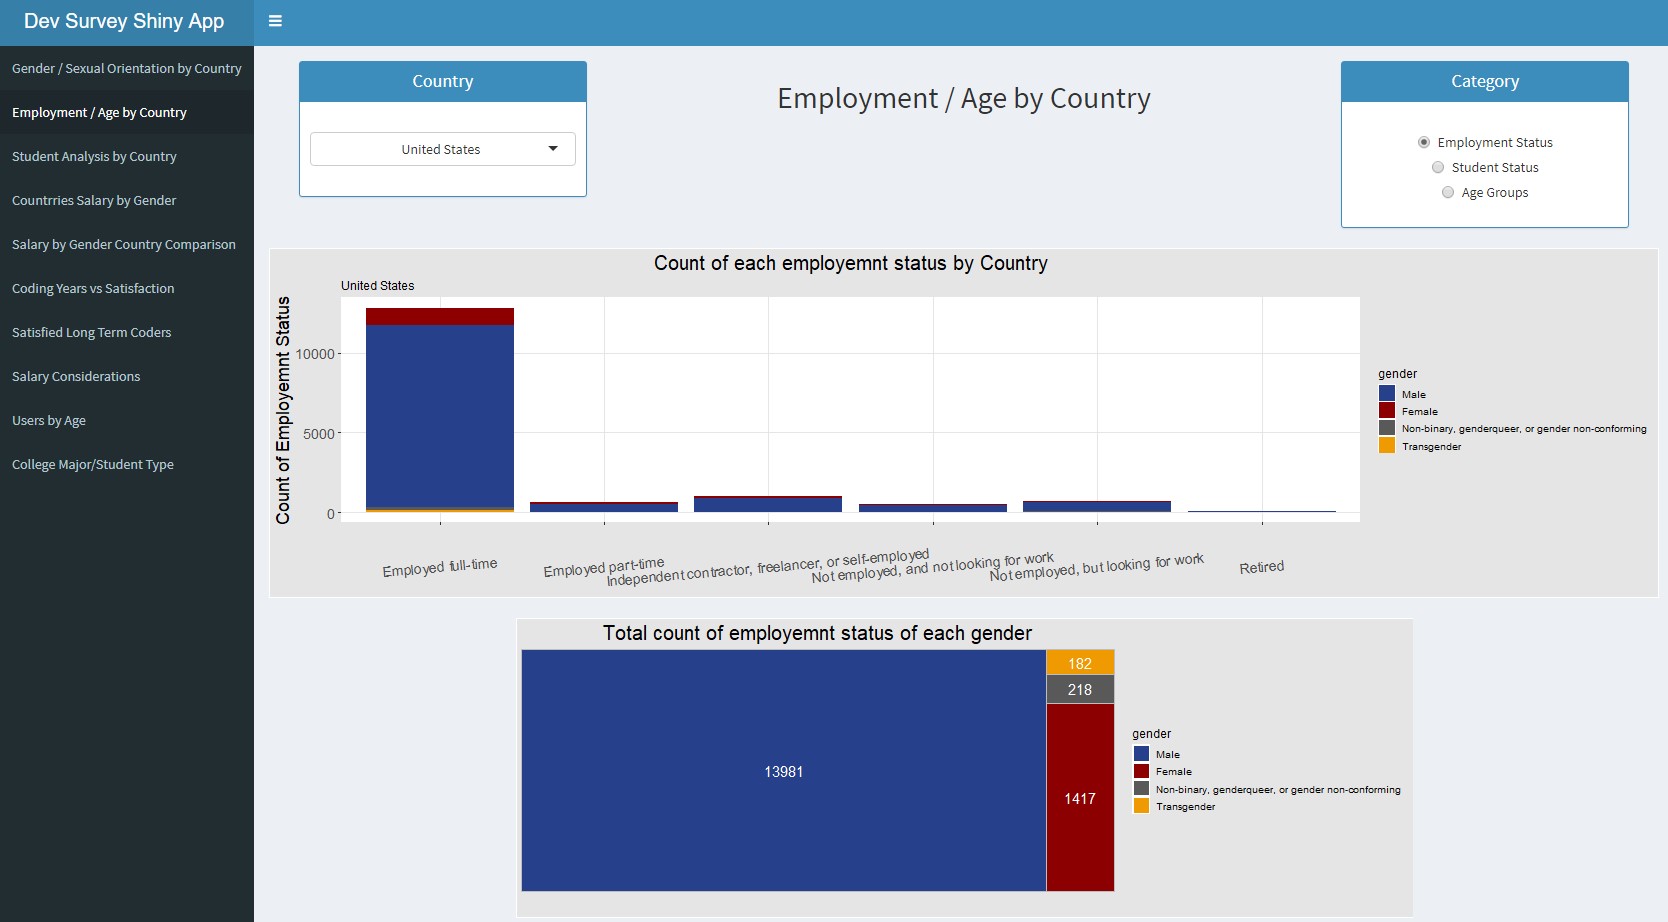 Dev Survey Shiny App
Gender / Sexual Orientation by Country
Employment / Age by Country
Student Analysis by Country
Countrries Salary by Gender
Salary by Gender Country Comparison
Coding Years vs Satisfaction
Satisfied Long Term Coders
Salary Considerations
Users by Age
College Major/Student Type
Country
United States
Employment / Age by Country
Category
Employment Status
Student Status
Age Groups
Count of each employemnt status by Country
United States
Count of Employemnt Status
10000
5000
0
Employed full-time
Employed part-time
Independent contractor, freelancer, or self-employed
Not employed, and not looking for work
Not employed, but looking for work
Retired
gender
Male
Female
Non-binary, genderqueer, or gender non-conforming
Transgender
Total count of employemnt status of each gender
13981
182
218
1417
gender
Male
Female
Non-binary, genderqueer, or gender non-conforming
Transgender